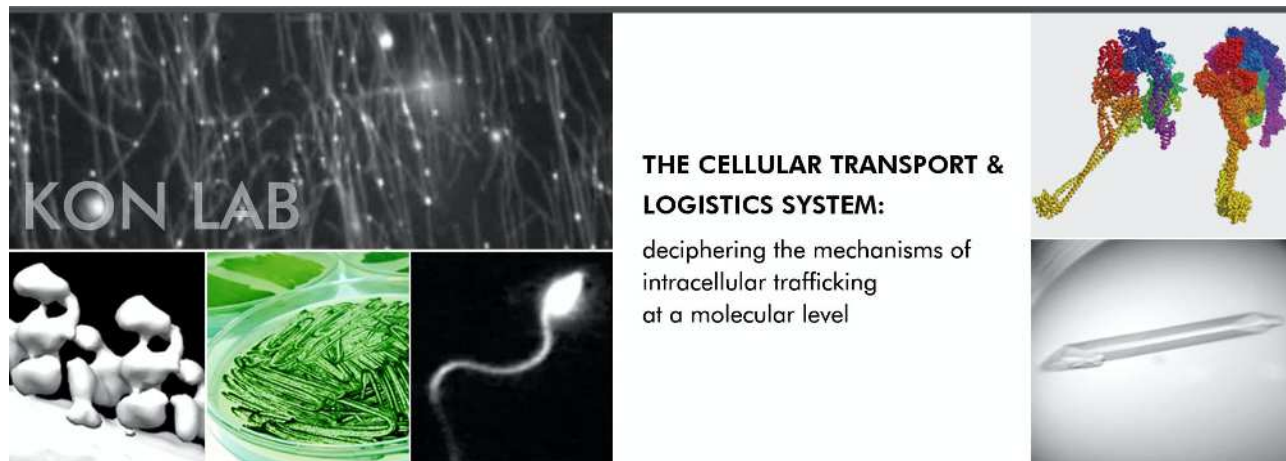 KON LAB
THE CELLULAR TRANSPORT &
LOGISTICS SYSTEM:
deciphering the mechanisms of
intracellular trafficking
at a molecular level